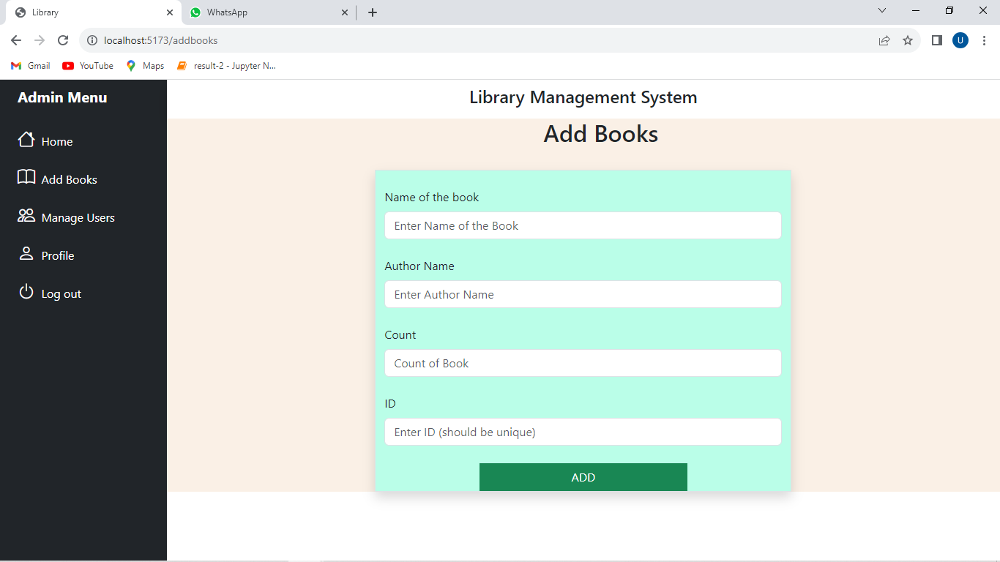 Library
WhatsApp
localhost:5173/addbooks
U
Gmail
YouTube
Maps
result-2 - Jupyter N...
Admin Menu
Home
Add Books
Manage Users
Profile
Log out
Library Management System
Add Books
Name of the book
Enter Name of the Book
Author Name
Enter Author Name
Count
Count of Book
ID
Enter ID (should be unique)
ADD